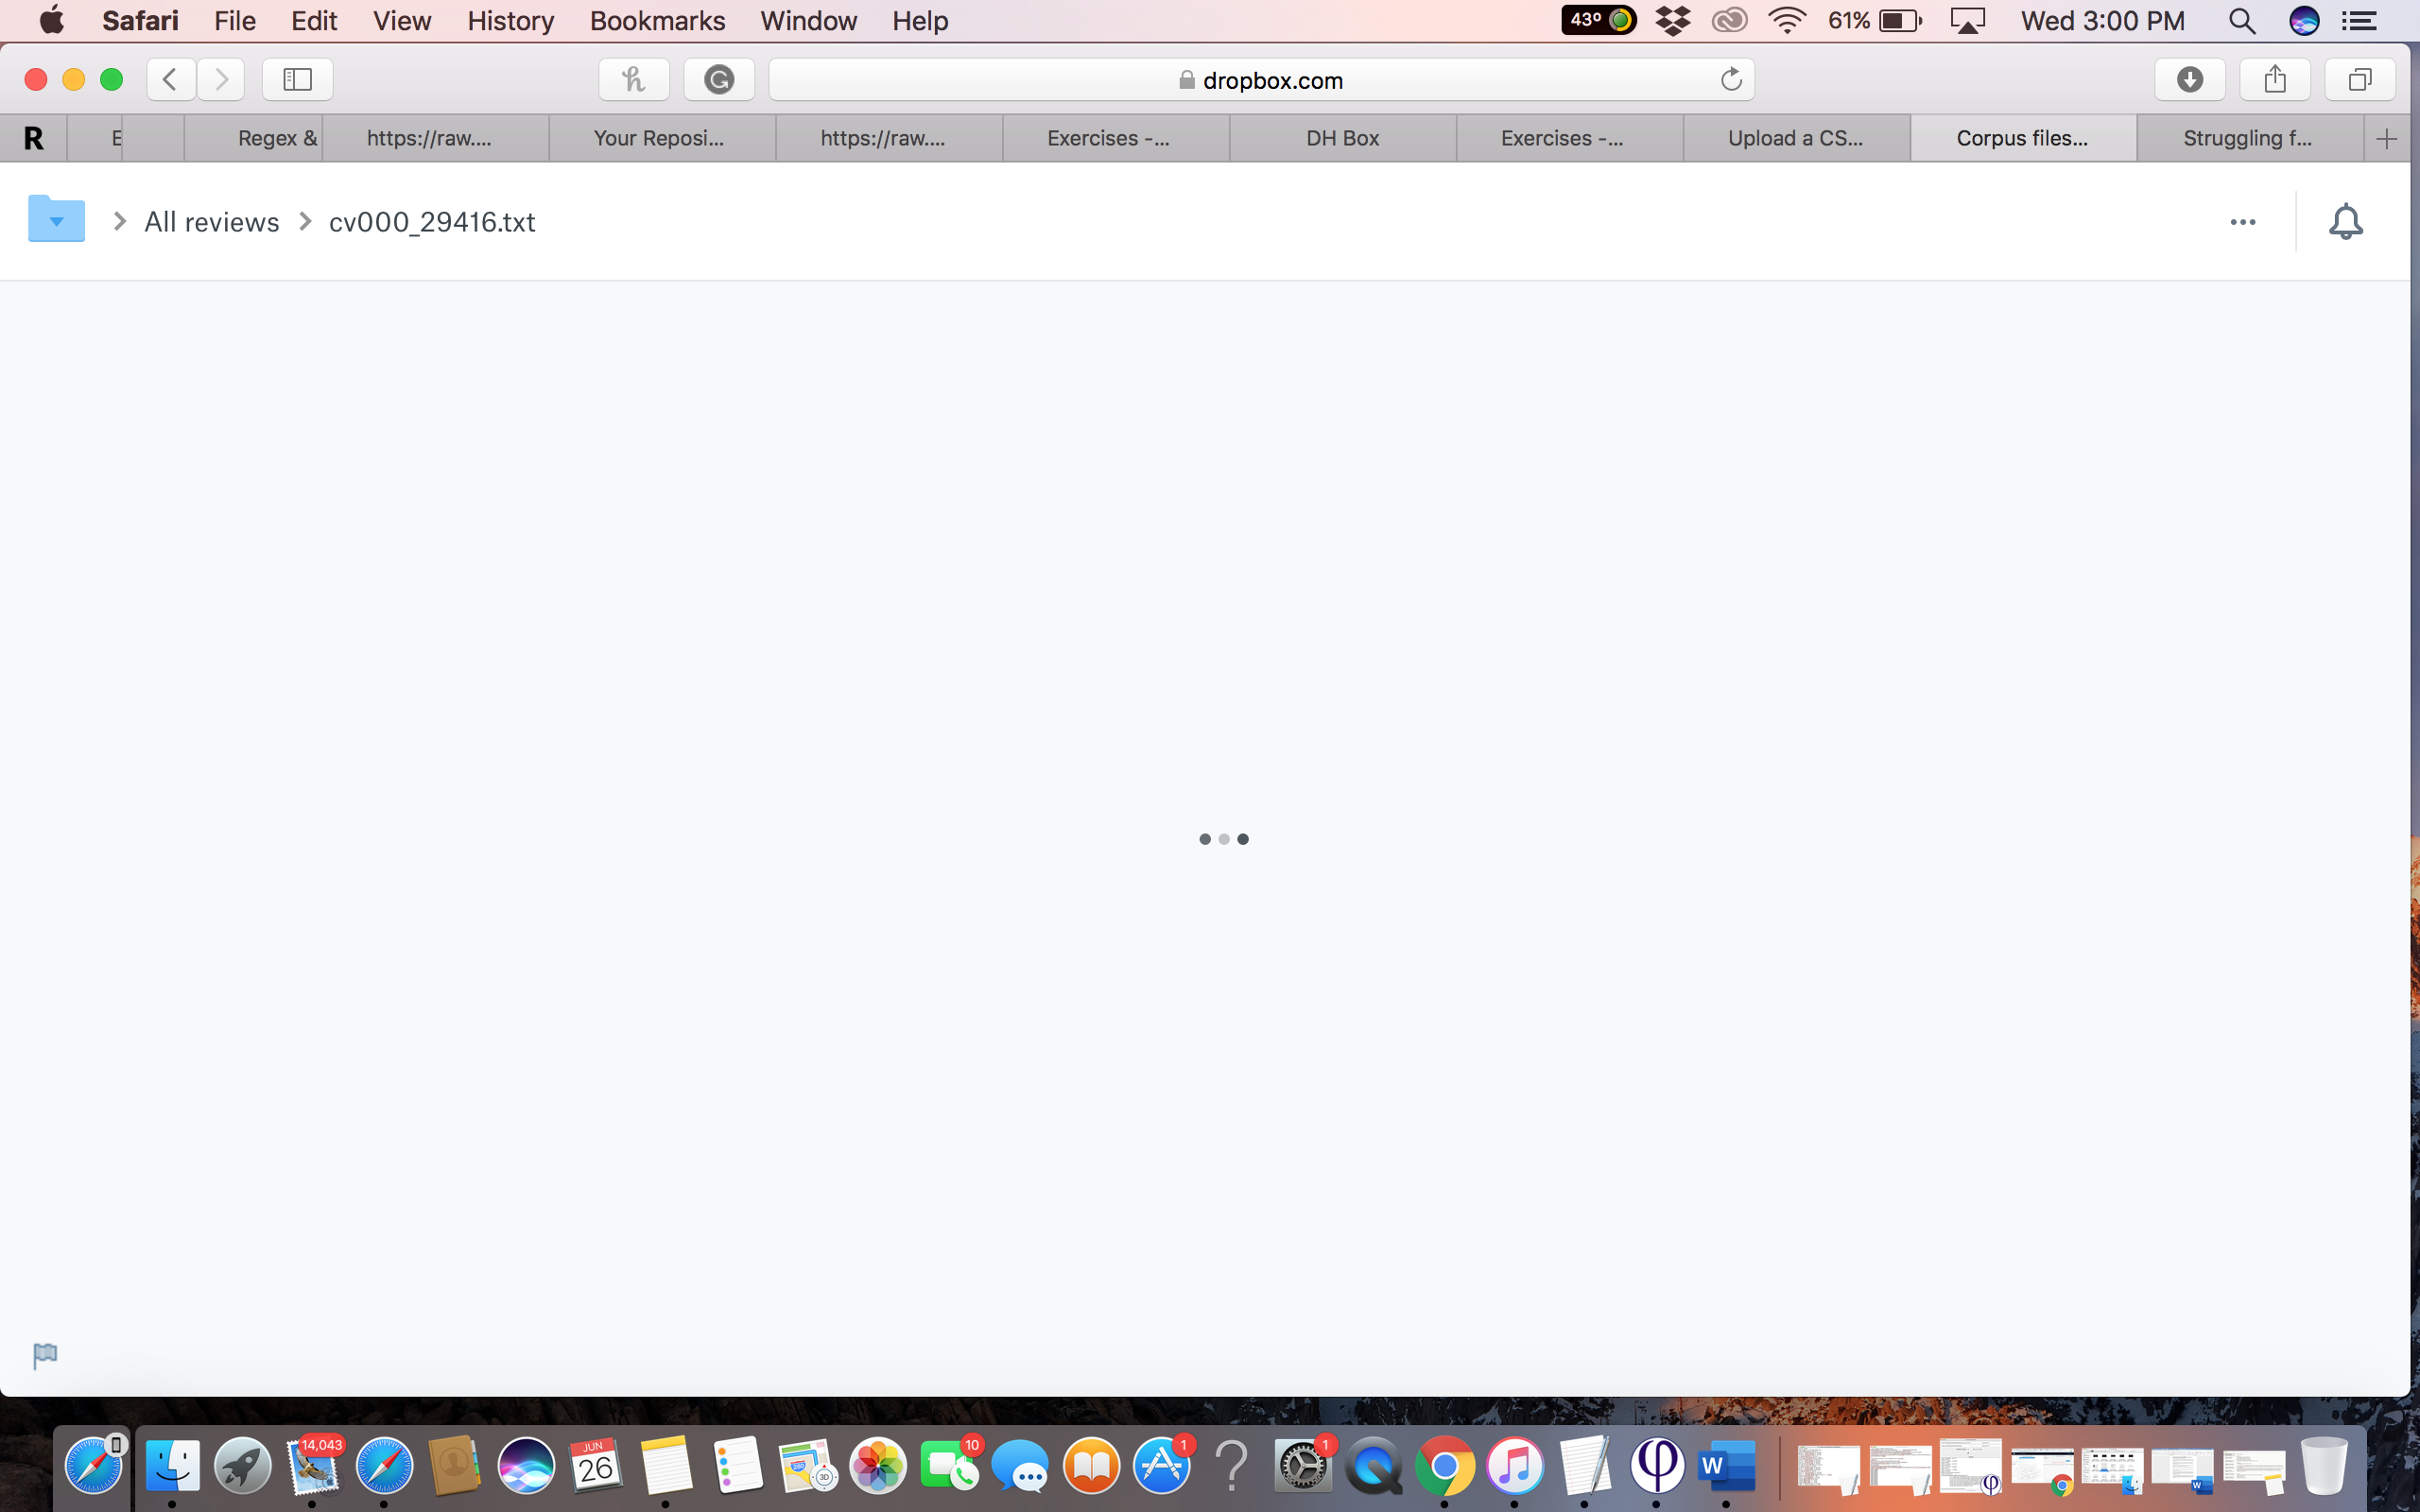 Safari File Edit View History Bookmarks Window Help 43º 61% Wed 3:00 PM
dropbox.com
R E Regex & https://raw.... Your Reposi... https://raw.... Exercises -... DH Box Exercises -... Upload a CS... Corpus files... Struggling f... +
All reviews > cv000_29416.txt
14,043 JUN 26 3D 10 1 ? 1 φ W